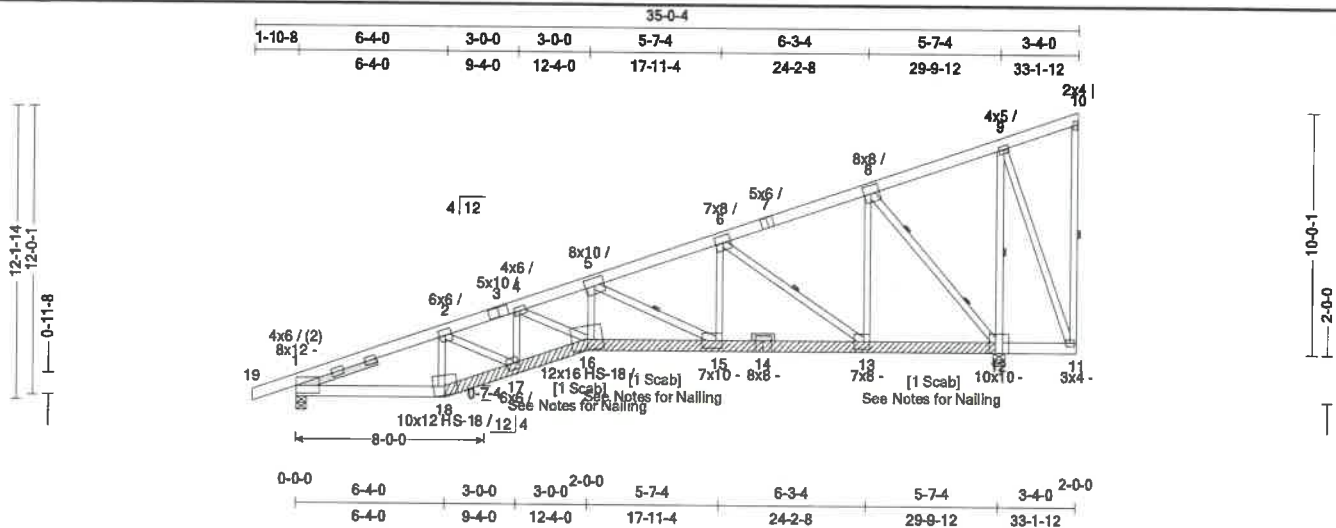 35-0-4
1-10-8 6-4-0 3-0-0 3-0-0 5-7-4 6-3-4 5-7-4 3-4-0
6-4-0 9-4-0 12-4-0 17-11-4 24-2-8 29-9-12 33-1-12
2x4 |
10
4x5 /
9
8x8 /
8
5x6 /
7
7x8 /
6
4 12
8x10 /
5
4x6 /
4
5x10 /
3
6x6 /
2
4x6 / (2)
8x12 -
1
19
12-1-14
12-0-1
0-11-8
10-0-1
2-0-0
16
12x16 HS-18 /
[1 Scab]
See Notes for Nailing
15
7x10 -
14
8x8 -
[1 Scab]
See Notes for Nailing
13
7x8 -
[1 Scab]
See Notes for Nailing
12
10x10 -
11
3x4 -
17
6x6 /
0-7-4
18
10x12 HS-18 /
12 4
8-0-0
0-0-0 2-0-0 2-0-0
6-4-0 3-0-0 3-0-0 5-7-4 6-3-4 5-7-4 3-4-0
6-4-0 9-4-0 12-4-0 17-11-4 24-2-8 29-9-12 33-1-12